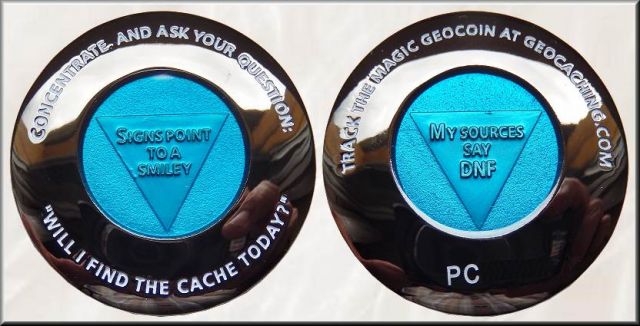 CONCENTRATE, AND ASK YOUR QUESTION:
SIGNS POINT
TO A
SMILEY
"WILL I FIND THE CACHE TODAY?"
TRACK THE MAGIC GEOCOIN AT GEOCACHING.COM
MY SOURCES
SAY
DNF
PC